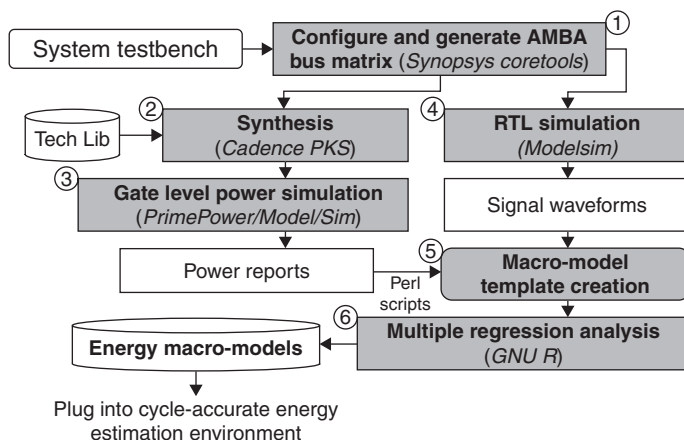 1
System testbench
Configure and generate AMBA
bus matrix (Synopsys coretools)
2
4
Tech Lib
Synthesis
(Cadence PKS)
RTL simulation
(Modelsim)
3
Gate level power simulation
(PrimePower/Model/Sim)
Signal waveforms
5
Power reports
Perl
scripts
Macro-model
template creation
6
Energy macro-models
Multiple regression analysis
(GNU R)
Plug into cycle-accurate energy
estimation environment